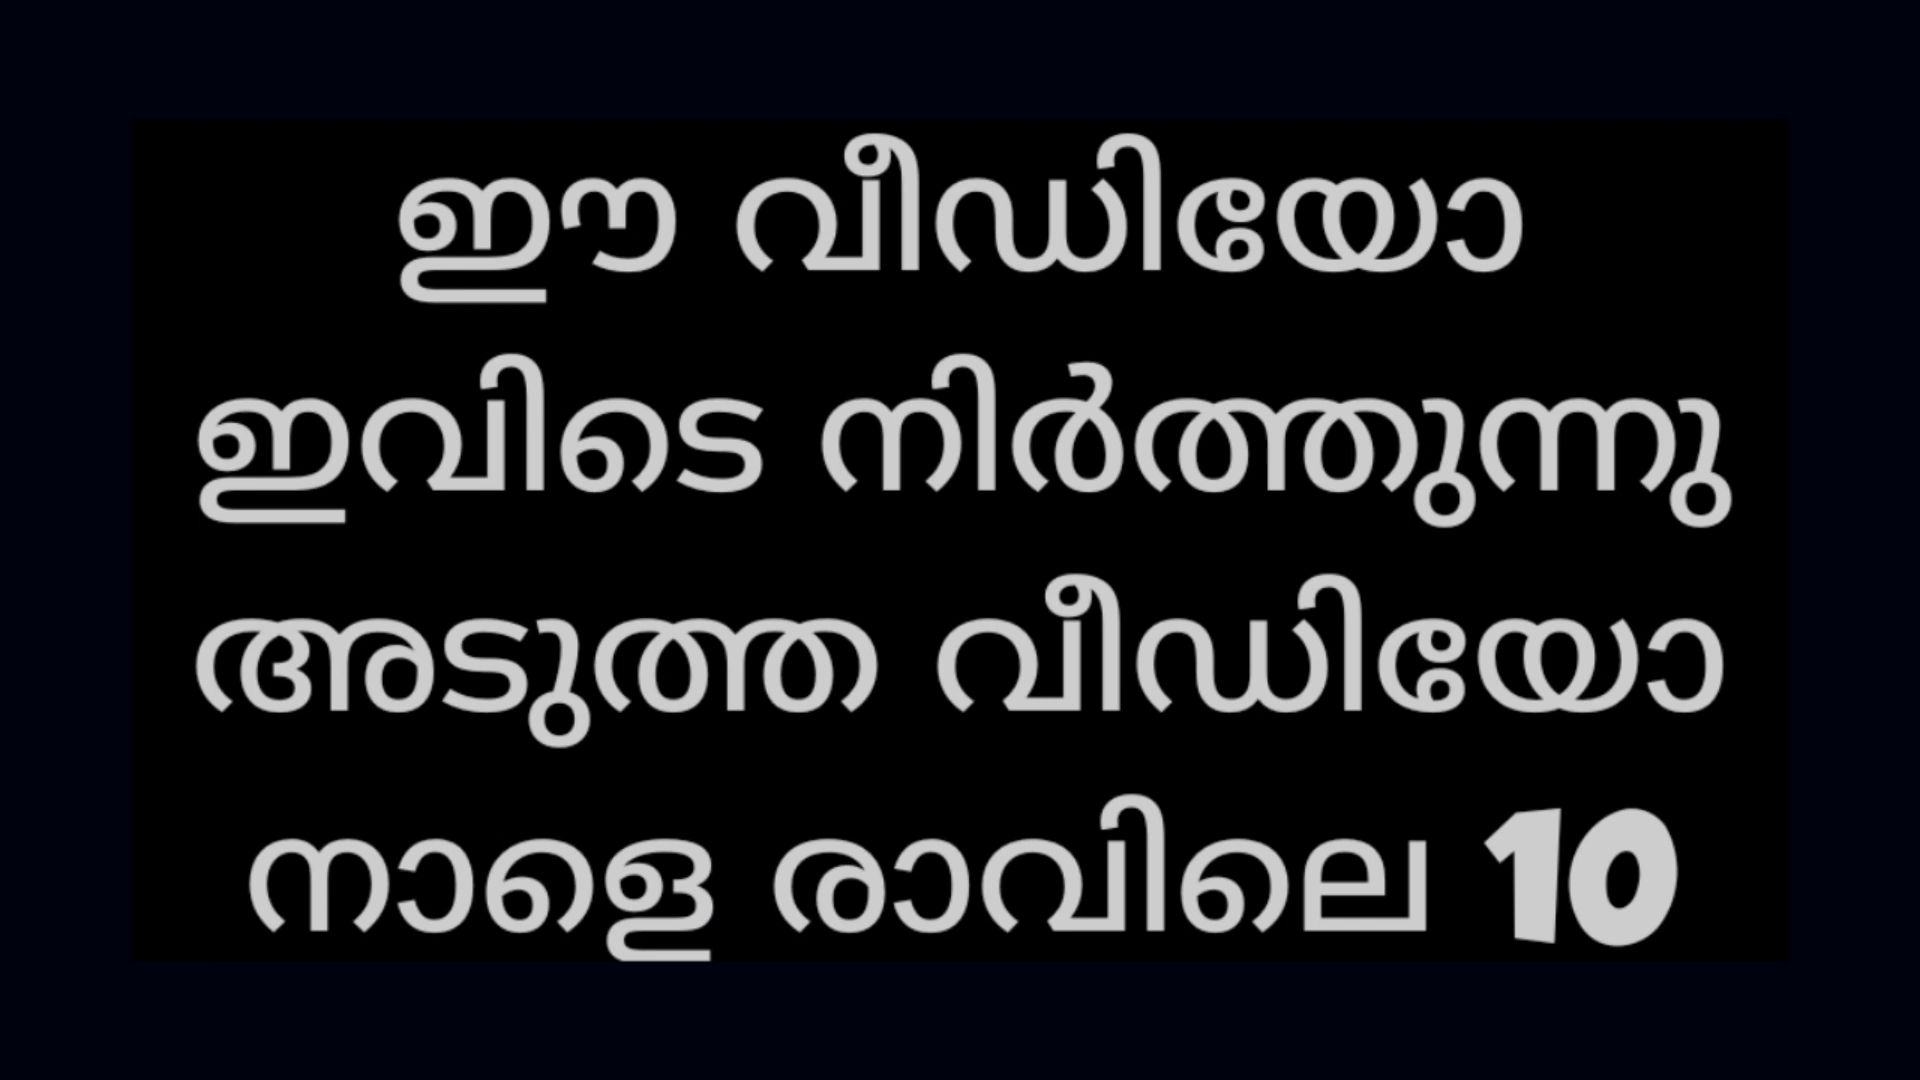 ഈ വീഡിയോ
ഇവിടെ നിർത്തുന്നു
അടുത്ത വീഡിയോ
നാളെ രാവിലെ 10